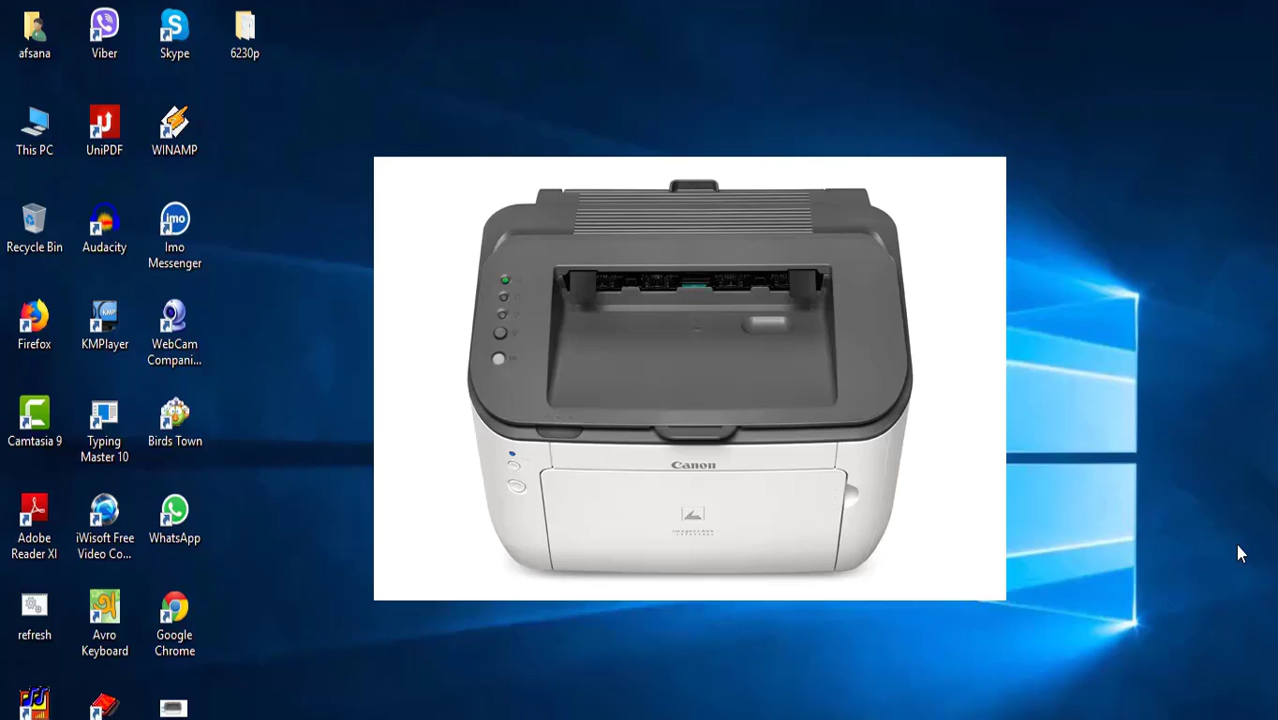 afsana
Viber
Skype
6230p
This PC
UniPDF
WINAMP
Recycle Bin
Audacity
Imo
Messenger
Firefox
KMPlayer
WebCam
Compani...
Camtasia 9
Typing
Master 10
Birds Town
Adobe
Reader XI
iWisoft Free
Video Co...
WhatsApp
refresh
Avro
Keyboard
Google
Chrome
Canon